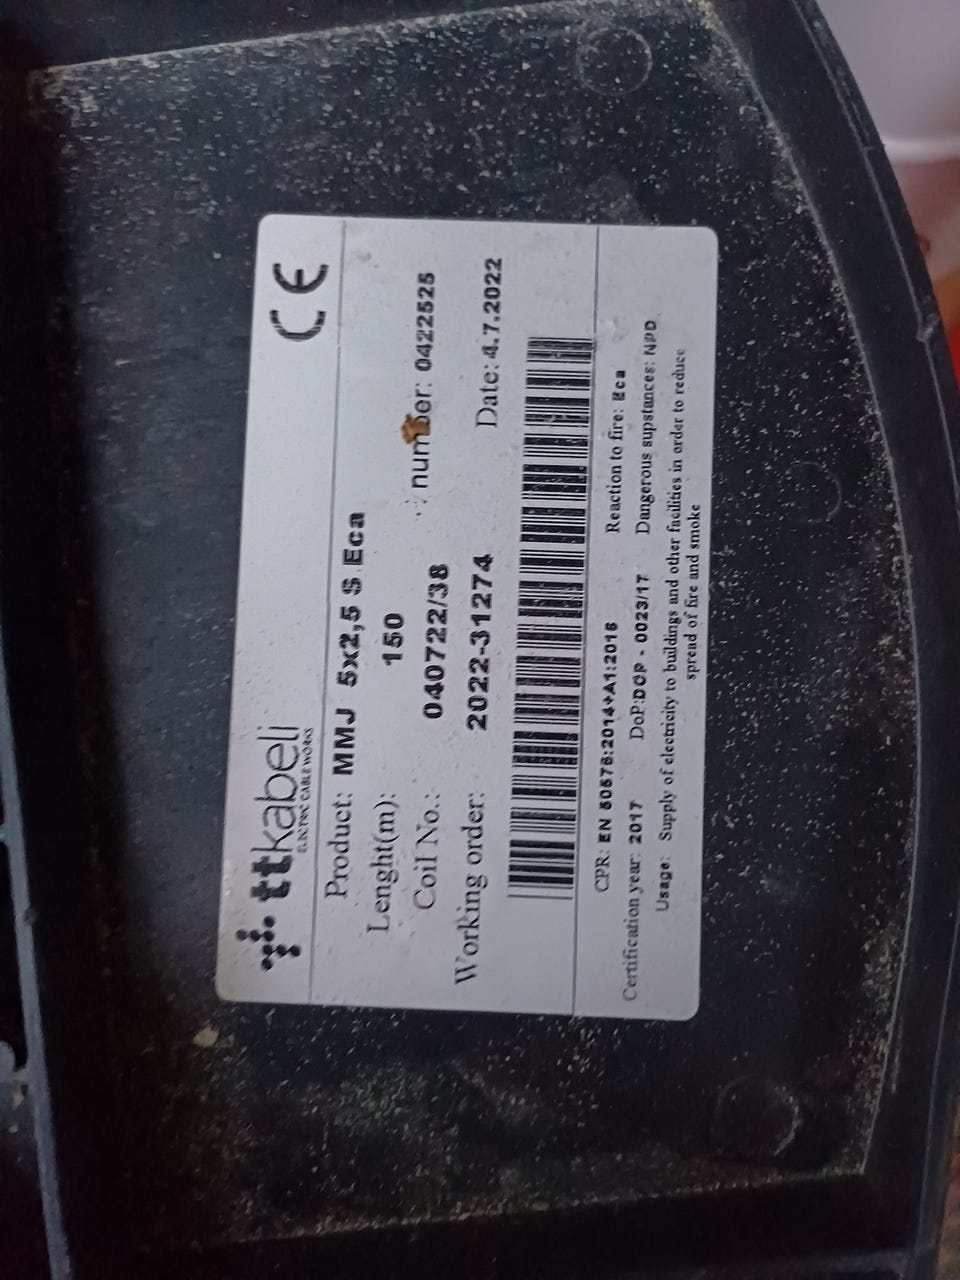 ttkabeli
ELECTRIC CABLE WORKS
CE
Product: MMJ 5x2,5 S Eca
Lenght(m): 150
Coil No.: 040722/38 number: 0422525
Working order: 2022-31274 Date: 4.7.2022
CPR: EN 50575:2014+A1:2016 Reaction to fire: Eca
Certification year: 2017 DoP:DOP - 0023/17 Dangerous supstances: NPD
Usage: Supply of electricity to buildings and other facilities in order to reduce
spread of fire and smoke